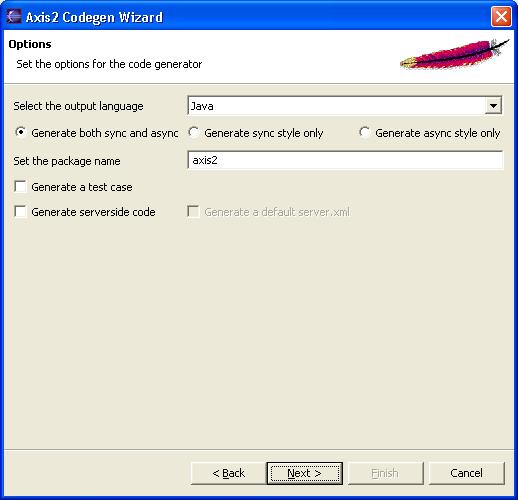 Axis2 Codegen Wizard
Options
Set the options for the code generator
Select the output language Java
Generate both sync and async Generate sync style only Generate async style only
Set the package name axis2
Generate a test case
Generate serverside code Generate a default server.xml
< Back Next > Finish Cancel